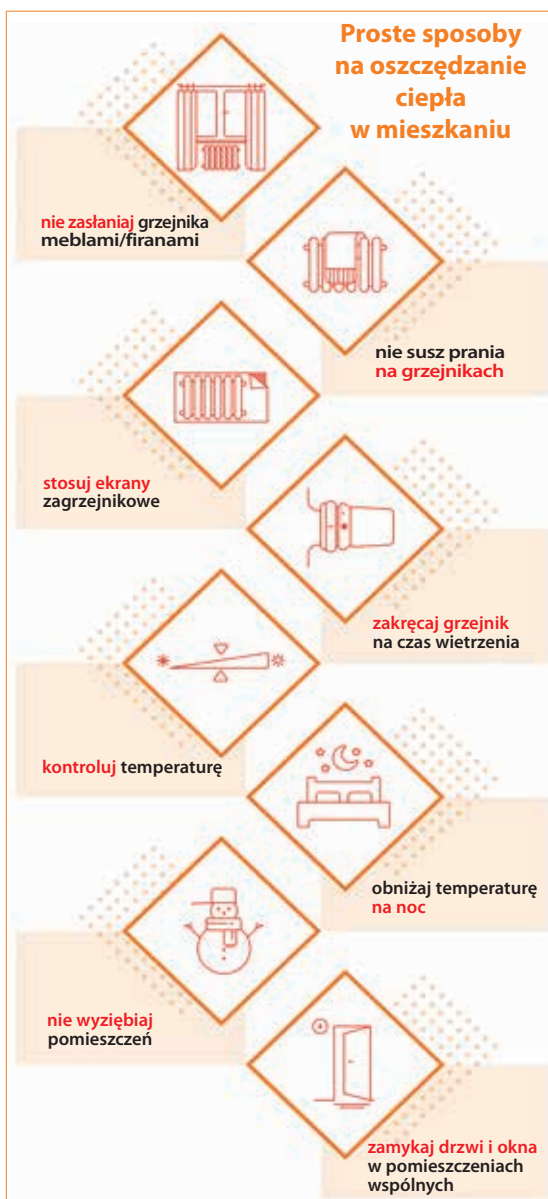 Proste sposoby
na oszczędzanie
ciepła
w mieszkaniu
nie zasłaniaj grzejnika
meblami/firanami
nie susz prania
na grzejnikach
stosuj ekrany
zagrzejnikowe
zakręcaj grzejnik
na czas wietrzenia
kontroluj temperaturę
obniżaj temperaturę
na noc
nie wyziębiaj
pomieszczeń
zamykaj drzwi i okna
w pomieszczeniach
wspólnych